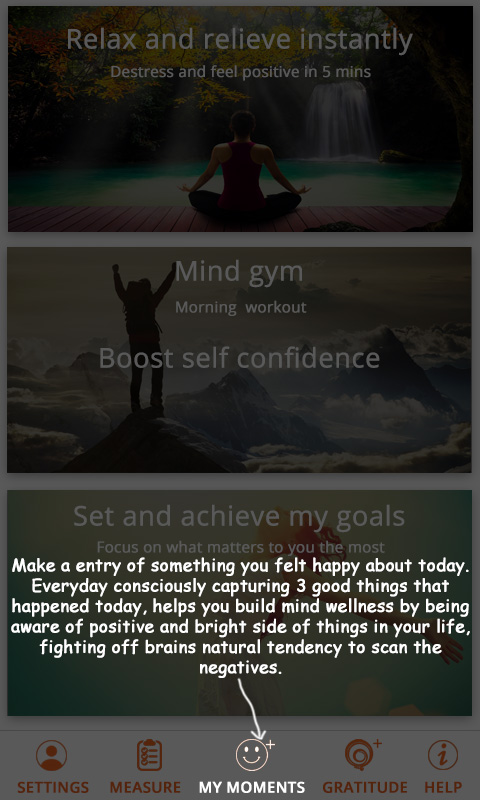 Relax and relieve instantly
Destress and feel positive in 5 mins
Mind gym
Morning workout
Boost self confidence
Set and achieve my goals
Focus on what matters to you the most
Make a entry of something you felt happy about today.
Everyday consciously capturing 3 good things that
happened today, helps you build mind wellness by being
aware of positive and bright side of things in your life,
fighting off brains natural tendency to scan the
negatives.
SETTINGS MEASURE MY MOMENTS GRATITUDE HELP